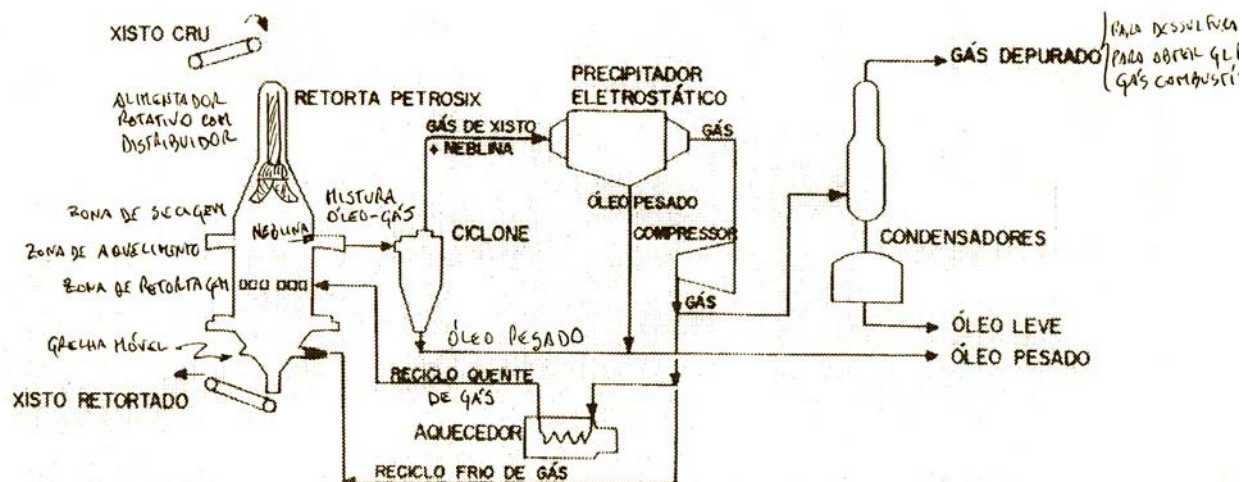 XISTO CRU
ALIMENTADOR
ROTATIVO COM
DISTRIBUIDOR
RETORTA PETROSIX
ZONA DE SECAGEM
ZONA DE AQUECIMENTO
ZONA DE RETORTAGEM
GRELHA MÓVEL
XISTO RETORTADO
NEBLINA
MISTURA
ÓLEO-GÁS
CICLONE
GÁS DE XISTO
+ NEBLINA
PRECIPITADOR
ELETROSTÁTICO
GÁS
ÓLEO PESADO
COMPRESSOR
GÁS
ÓLEO PESADO
RECICLO QUENTE
DE GÁS
AQUECEDOR
RECICLO FRIO DE GÁS
GÁS DEPURADO
PARA
PARA OBTER
GÁS
CONDENSADORES
ÓLEO LEVE
ÓLEO PESADO